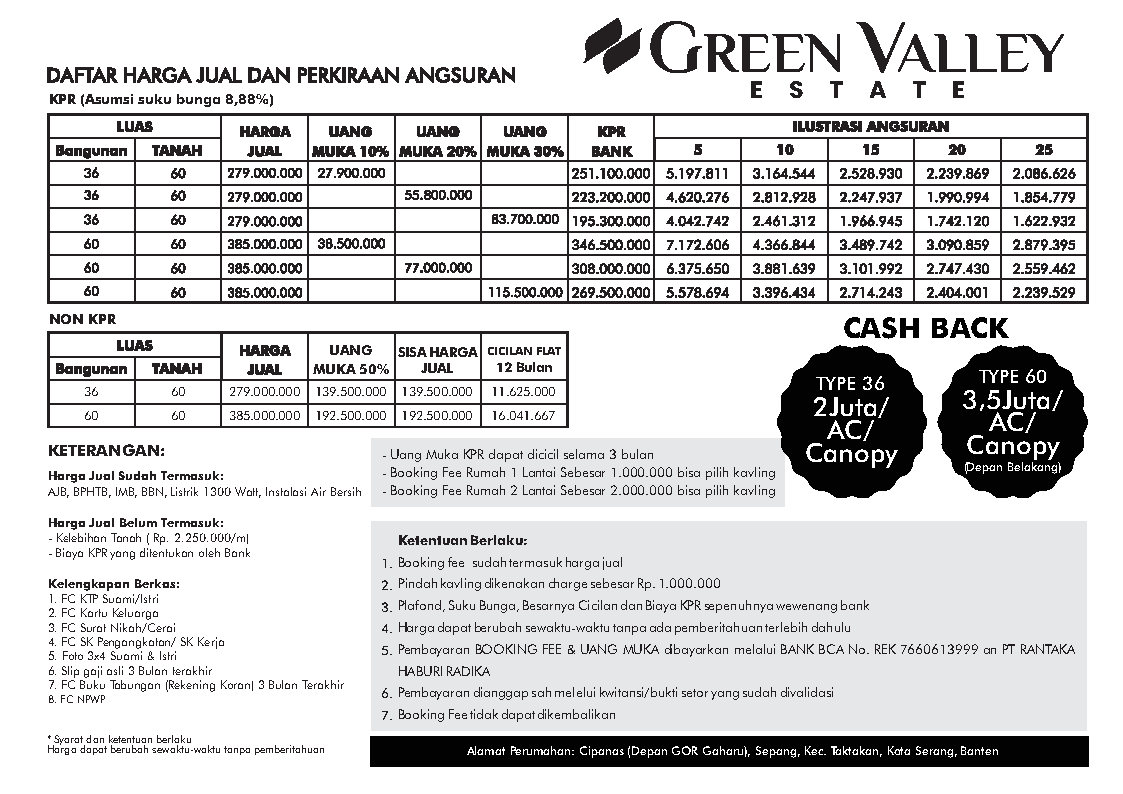 GREEN VALLEY
ESTATE
DAFTAR HARGA JUAL DAN PERKIRAAN ANGSURAN
KPR (Asumsi suku bunga 8,88%)
LUAS HARGA JUAL UANG MUKA 10% UANG MUKA 20% UANG MUKA 30% KPR BANK ILUSTRASI ANGSURAN
Bangunan TANAH 5 10 15 20 25
36 60 279.000.000 27.900.000 251.100.000 5.197.811 3.164.544 2.528.930 2.239.869 2.086.626
36 60 279.000.000 55.800.000 223.200.000 4.620.276 2.812.928 2.247.937 1.990.994 1.854.779
36 60 279.000.000 83.700.000 195.300.000 4.042.742 2.461.312 1.966.945 1.742.120 1.622.932
60 60 385.000.000 38.500.000 346.500.000 7.172.606 4.366.844 3.489.742 3.090.859 2.879.395
60 60 385.000.000 77.000.000 308.000.000 6.375.650 3.881.639 3.101.992 2.747.430 2.559.462
60 60 385.000.000 115.500.000 269.500.000 5.578.694 3.396.434 2.714.243 2.404.001 2.239.529
NON KPR
LUAS HARGA JUAL UANG MUKA 50% SISA HARGA JUAL CICILAN FLAT 12 Bulan
Bangunan TANAH
36 60 279.000.000 139.500.000 139.500.000 11.625.000
60 60 385.000.000 192.500.000 192.500.000 16.041.667
CASH BACK
TYPE 36
2Juta/
AC/
Canopy
TYPE 60
3,5Juta/
AC/
Canopy
(Depan Belakang)
KETERANGAN:
Harga Jual Sudah Termasuk:
AJB, BPHTB, IMB, BBN, Listrik 1300 Watt, Instalasi Air Bersih
Harga Jual Belum Termasuk:
- Kelebihan Tanah ( Rp. 2.250.000/m)
- Biaya KPR yang ditentukan oleh Bank
Kelengkapan Berkas:
1. FC KTP Suami/Istri
2. FC Kartu Keluarga
3. FC Surat Nikah/Cerai
4. FC SK Pengangkatan/ SK Kerja
5. Foto 3x4 Suami & Istri
6. Slip gaji asli 3 Bulan terakhir
7. FC Buku Tabungan (Rekening Koran) 3 Bulan Terakhir
8. FC NPWP
* Syarat dan ketentuan berlaku
Harga dapat berubah sewaktu-waktu tanpa pemberitahuan
- Uang Muka KPR dapat dicicil selama 3 bulan
- Booking Fee Rumah 1 Lantai Sebesar 1.000.000 bisa pilih kavling
- Booking Fee Rumah 2 Lantai Sebesar 2.000.000 bisa pilih kavling
Ketentuan Berlaku:
1. Booking fee sudah termasuk harga jual
2. Pindah kavling dikenakan charge sebesar Rp. 1.000.000
3. Plafond, Suku Bunga, Besarnya Cicilan dan Biaya KPR sepenuhnya wewenang bank
4. Harga dapat berubah sewaktu-waktu tanpa ada pemberitahuan terlebih dahulu
5. Pembayaran BOOKING FEE & UANG MUKA dibayarkan melalui BANK BCA No. REK 7660613999 an PT RANTAKA
HABURI RADIKA
6. Pembayaran dianggap sah melelui kwitansi/bukti setor yang sudah divalidasi
7. Booking Fee tidak dapat dikembalikan
Alamat Perumahan: Cipanas (Depan GOR Gaharu), Sepang, Kec. Taktakan, Kota Serang, Banten